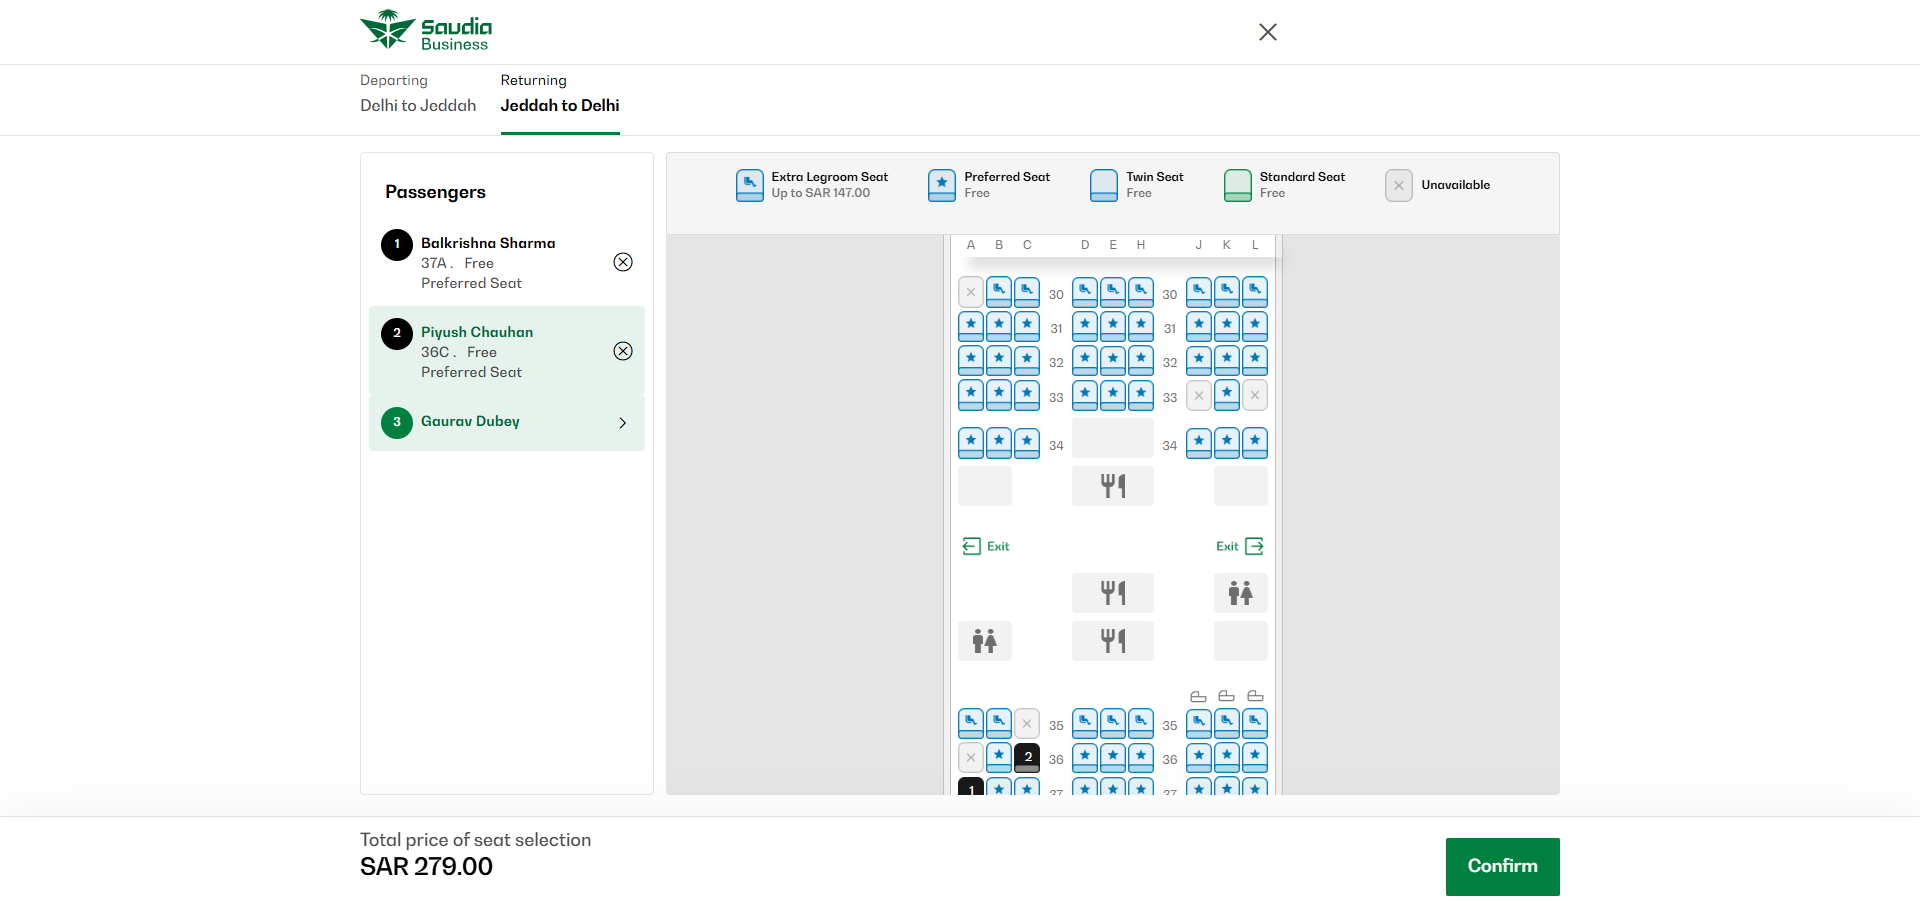 Saudia
Business
Departing
Delhi to Jeddah
Returning
Jeddah to Delhi
Passengers
1
Balkrishna Sharma
37A . Free
Preferred Seat
2
Piyush Chauhan
36C . Free
Preferred Seat
3
Gaurav Dubey
Extra Legroom Seat
Up to SAR 147.00
Preferred Seat
Free
Twin Seat
Free
Standard Seat
Free
Unavailable
A B C D E H J K L
30 30
31 31
32 32
33 33
34 34
Exit Exit
35 35
2 36 36
1 37 37
Total price of seat selection
SAR 279.00
Confirm